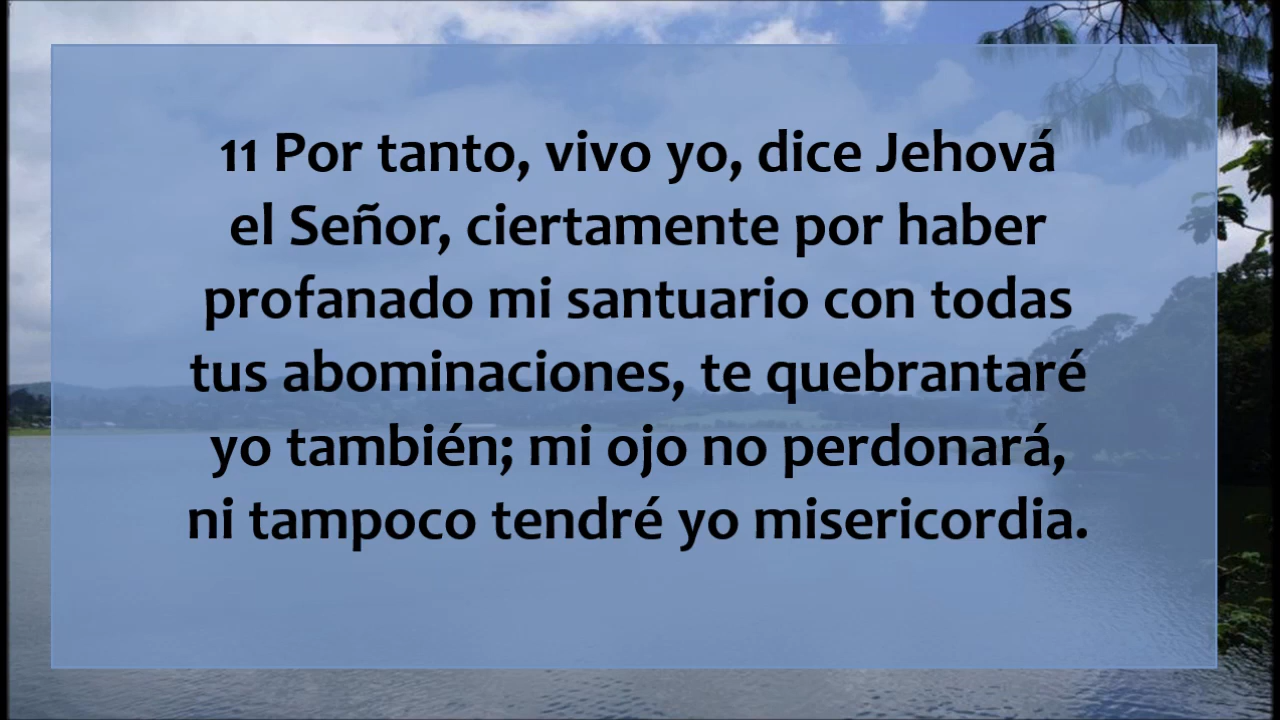 11 Por tanto, vivo yo, dice Jehová
el Señor, ciertamente por haber
profanado mi santuario con todas
tus abominaciones, te quebrantaré
yo también; mi ojo no perdonará,
ni tampoco tendré yo misericordia.